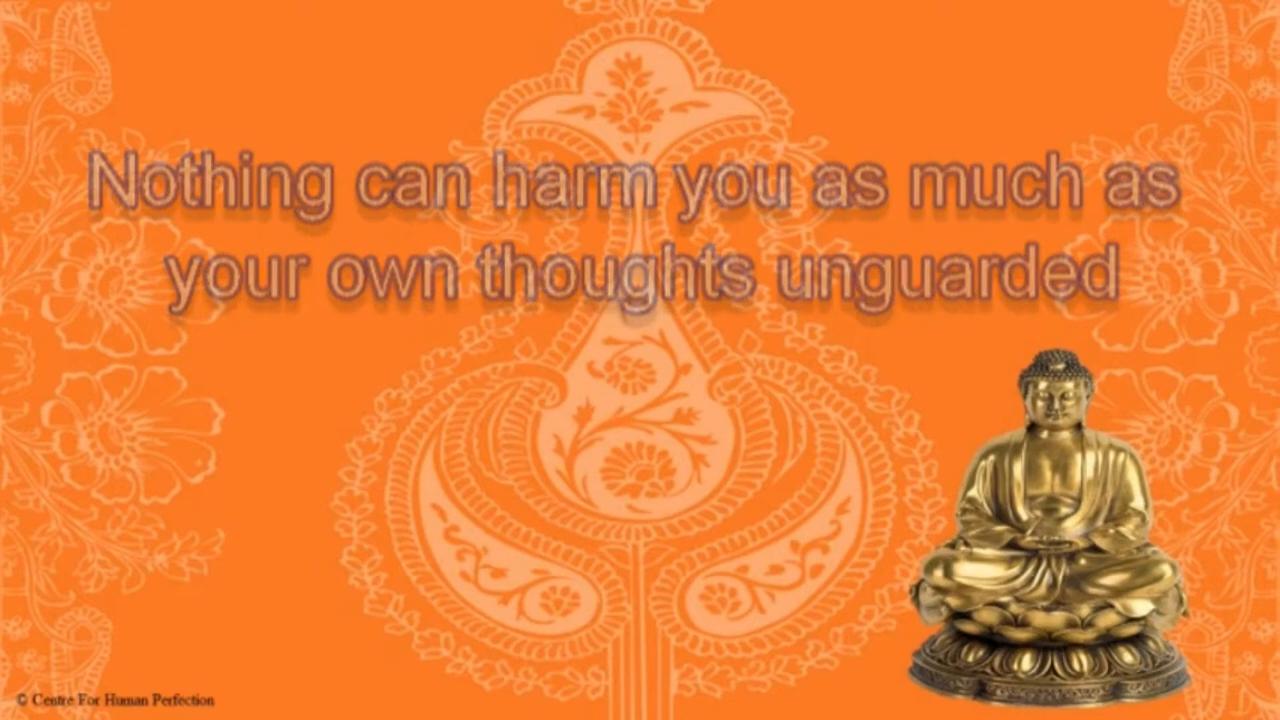 Nothing can harm you as much as
your own thoughts unguarded
© Centre For Human Perfection